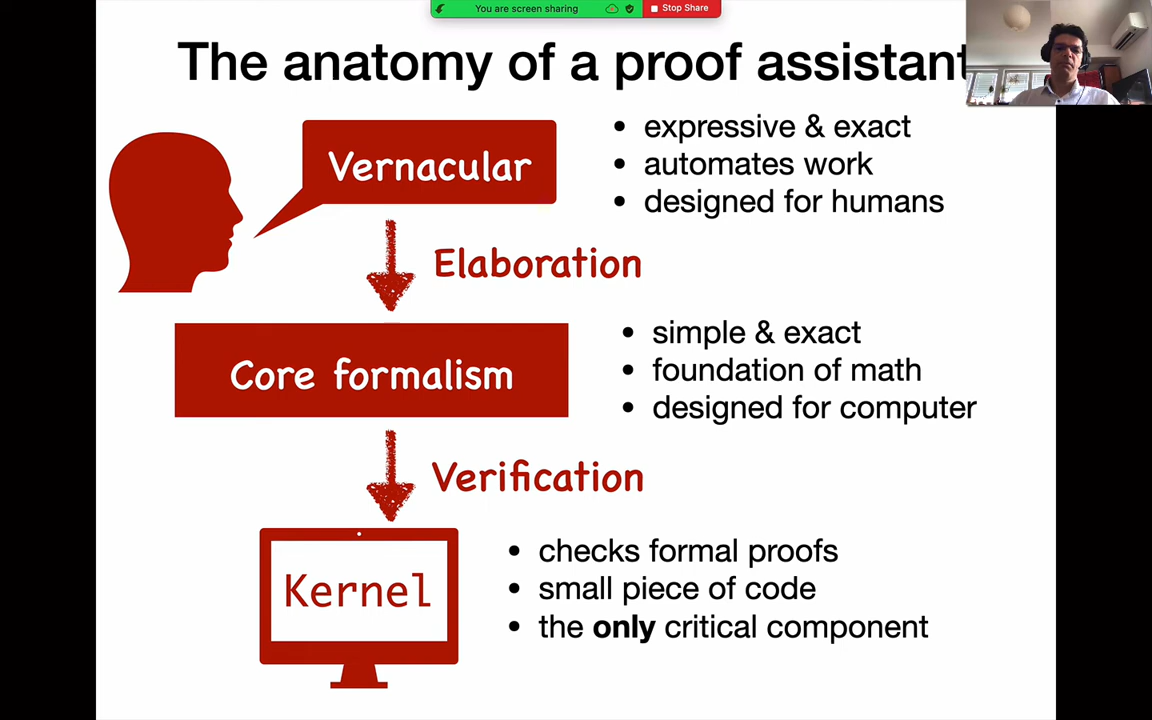 You are screen sharing
Stop Share
The anatomy of a proof assistant
Vernacular
• expressive & exact
• automates work
• designed for humans
Elaboration
Core formalism
• simple & exact
• foundation of math
• designed for computer
Verification
Kernel
• checks formal proofs
• small piece of code
• the only critical component